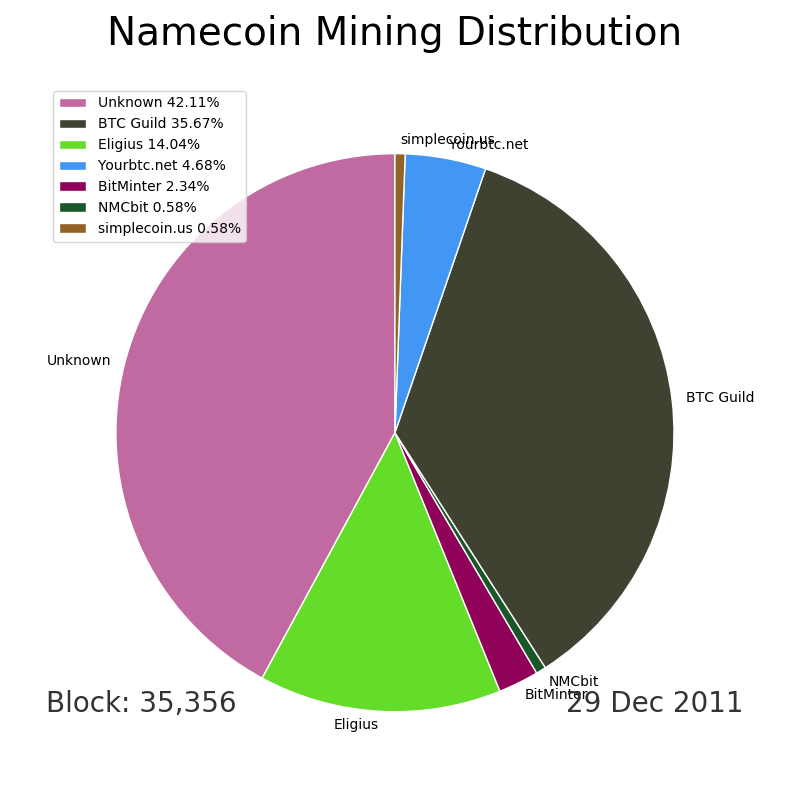 Namecoin Mining Distribution
Unknown 42.11%
BTC Guild 35.67%
Eligius 14.04%
Yourbtc.net 4.68%
BitMinter 2.34%
NMCbit 0.58%
simplecoin.us 0.58%
simplecoin.us
Yourbtc.net
Unknown
BTC Guild
NMCbit
BitMinter
Block: 35,356
29 Dec 2011
Eligius